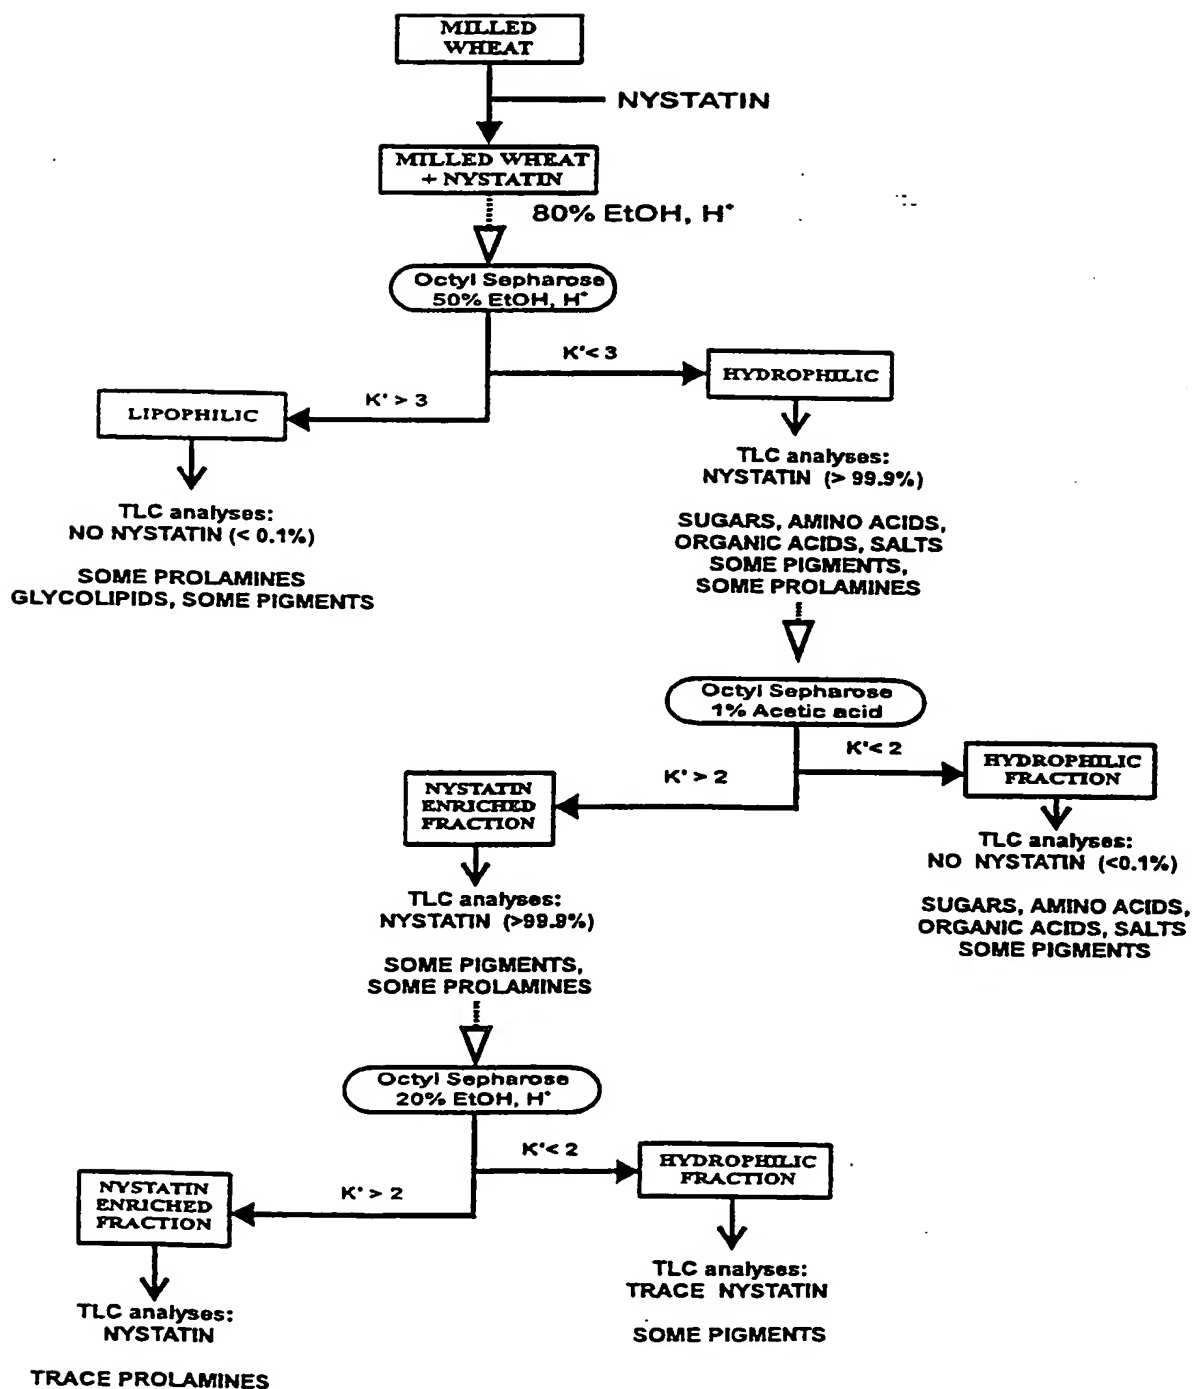 MILLED
WHEAT
NYSTATIN
MILLED WHEAT
+ NYSTATIN
80% EtOH, H⁺
Octyl Sepharose
50% EtOH, H⁺
K'< 3
HYDROPHILIC
K' > 3
LIPOPHILIC
TLC analyses:
NYSTATIN (> 99.9%)
SUGARS, AMINO ACIDS,
ORGANIC ACIDS, SALTS
SOME PIGMENTS,
SOME PROLAMINES
TLC analyses:
NO NYSTATIN (< 0.1%)
SOME PROLAMINES
GLYCOLIPIDS, SOME PIGMENTS
Octyl Sepharose
1% Acetic acid
K'< 2
HYDROPHILIC
FRACTION
K' > 2
NYSTATIN
ENRICHED
FRACTION
TLC analyses:
NO NYSTATIN (<0.1%)
SUGARS, AMINO ACIDS,
ORGANIC ACIDS, SALTS
SOME PIGMENTS
TLC analyses:
NYSTATIN (>99.9%)
SOME PIGMENTS,
SOME PROLAMINES
Octyl Sepharose
20% EtOH, H⁺
K'< 2
HYDROPHILIC
FRACTION
K' > 2
NYSTATIN
ENRICHED
FRACTION
TLC analyses:
TRACE NYSTATIN
SOME PIGMENTS
TLC analyses:
NYSTATIN
TRACE PROLAMINES